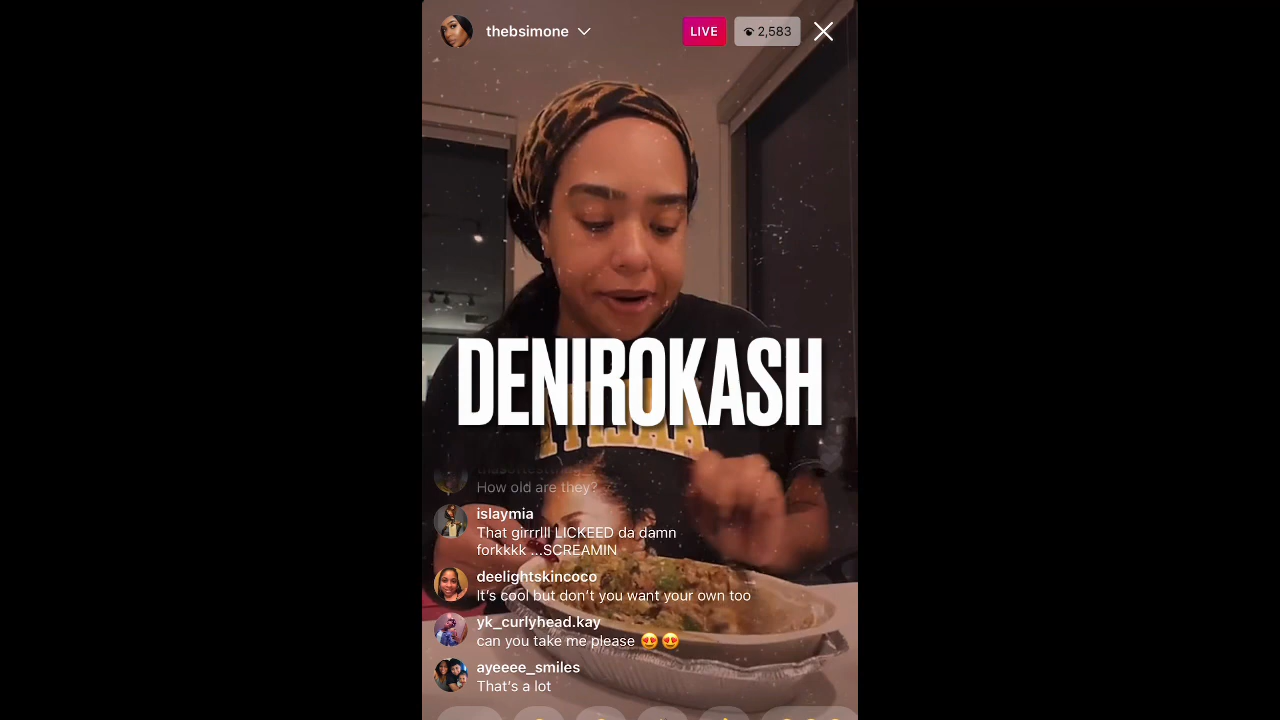 thebsimone
LIVE
2,583
DENIROKASH
How old are they?
islaymia
That girrrlll LICKEED da damn
forkkkk ...SCREAMIN
deelightskincoco
It's cool but don't you want your own too
yk_curlyhead.kay
can you take me please 😍😍
ayeeee_smiles
That's a lot